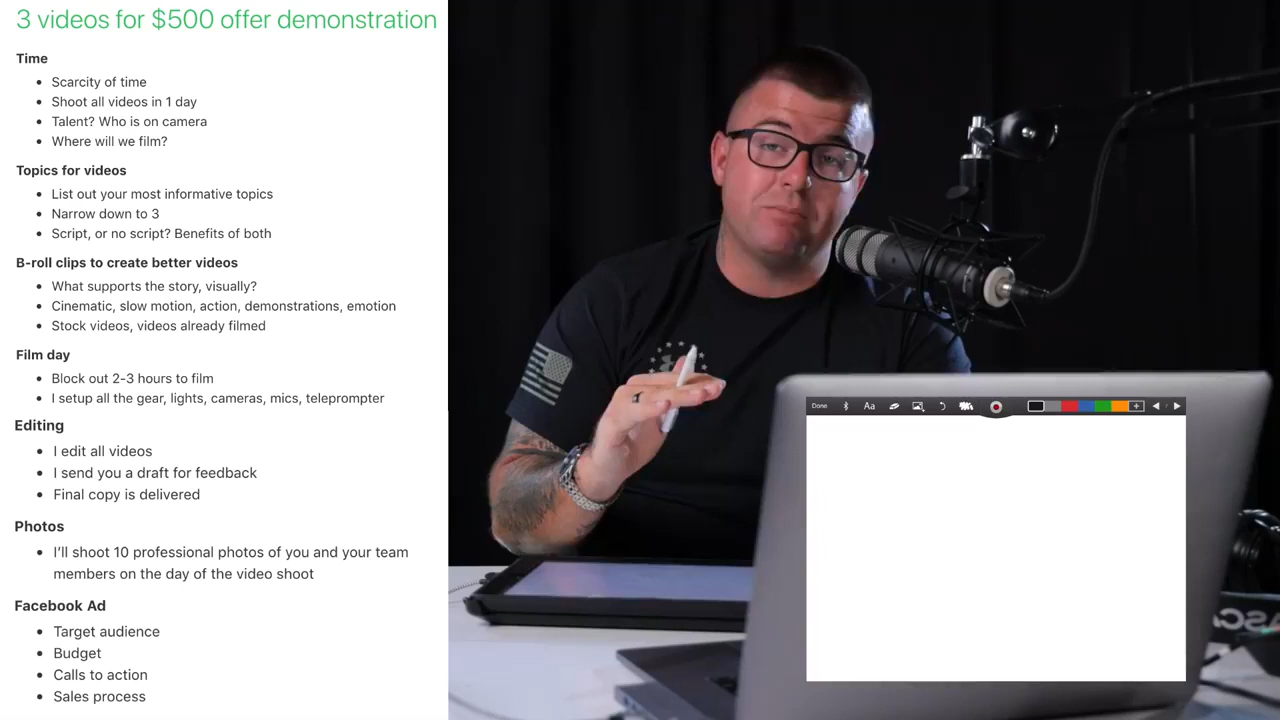 3 videos for $500 offer demonstration
Time
Scarcity of time
Shoot all videos in 1 day
Talent? Who is on camera
Where will we film?
Topics for videos
List out your most informative topics
Narrow down to 3
Script, or no script? Benefits of both
B-roll clips to create better videos
What supports the story, visually?
Cinematic, slow motion, action, demonstrations, emotion
Stock videos, videos already filmed
Film day
Block out 2-3 hours to film
I setup all the gear, lights, cameras, mics, teleprompter
Editing
I edit all videos
I send you a draft for feedback
Final copy is delivered
Photos
I'll shoot 10 professional photos of you and your team
members on the day of the video shoot
Facebook Ad
Target audience
Budget
Calls to action
Sales process
Done
Aa